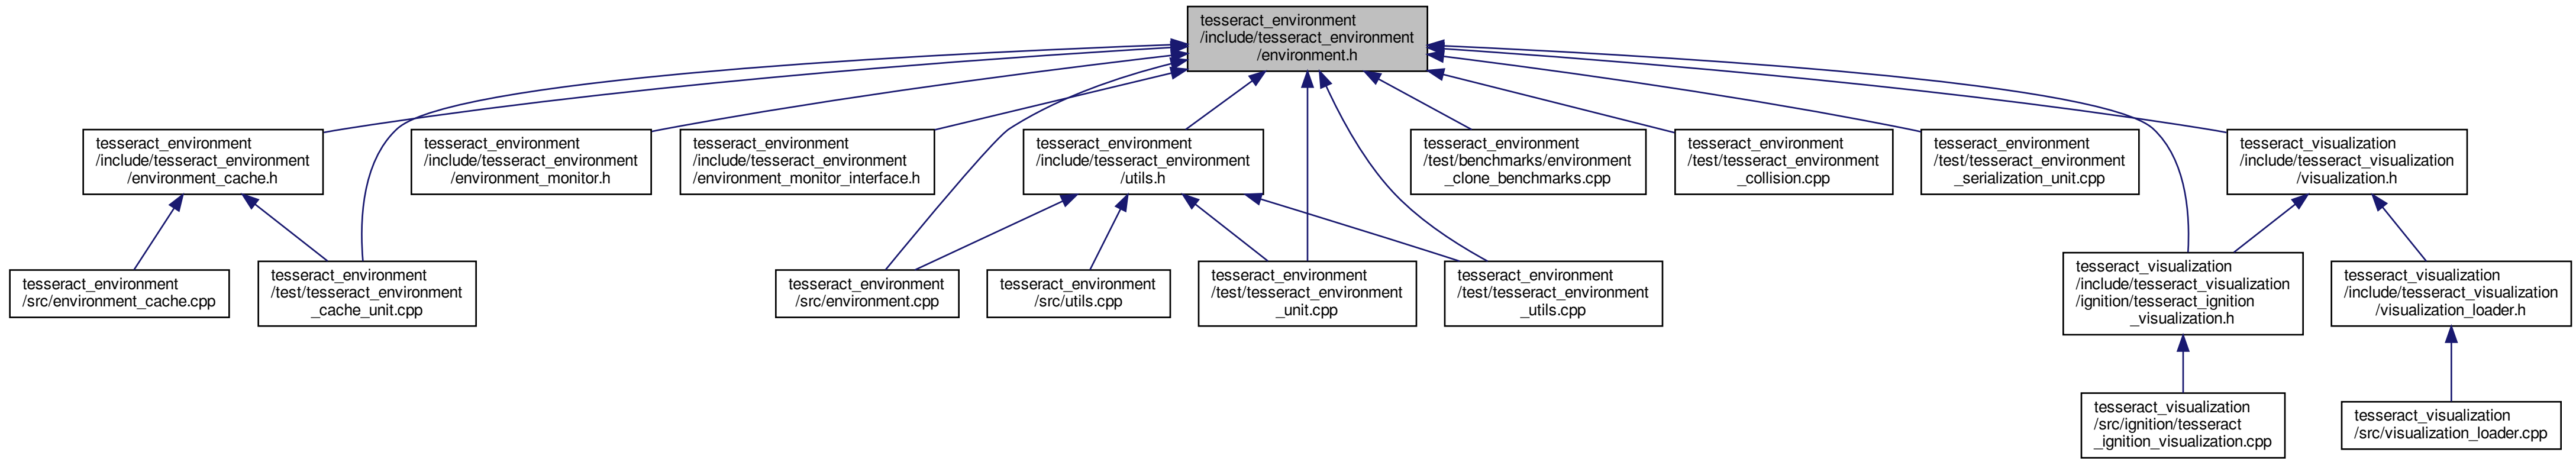 tesseract_environment
/include/tesseract_environment
/environment.h
tesseract_environment
/include/tesseract_environment
/environment_cache.h
tesseract_environment
/include/tesseract_environment
/environment_monitor.h
tesseract_environment
/include/tesseract_environment
/environment_monitor_interface.h
tesseract_environment
/include/tesseract_environment
/utils.h
tesseract_environment
/test/benchmarks/environment
_clone_benchmarks.cpp
tesseract_environment
/test/tesseract_environment
_collision.cpp
tesseract_environment
/test/tesseract_environment
_serialization_unit.cpp
tesseract_visualization
/include/tesseract_visualization
/visualization.h
tesseract_environment
/src/environment_cache.cpp
tesseract_environment
/test/tesseract_environment
_cache_unit.cpp
tesseract_environment
/src/environment.cpp
tesseract_environment
/src/utils.cpp
tesseract_environment
/test/tesseract_environment
_unit.cpp
tesseract_environment
/test/tesseract_environment
_utils.cpp
tesseract_visualization
/include/tesseract_visualization
/ignition/tesseract_ignition
_visualization.h
tesseract_visualization
/include/tesseract_visualization
/visualization_loader.h
tesseract_visualization
/src/ignition/tesseract
_ignition_visualization.cpp
tesseract_visualization
/src/visualization_loader.cpp